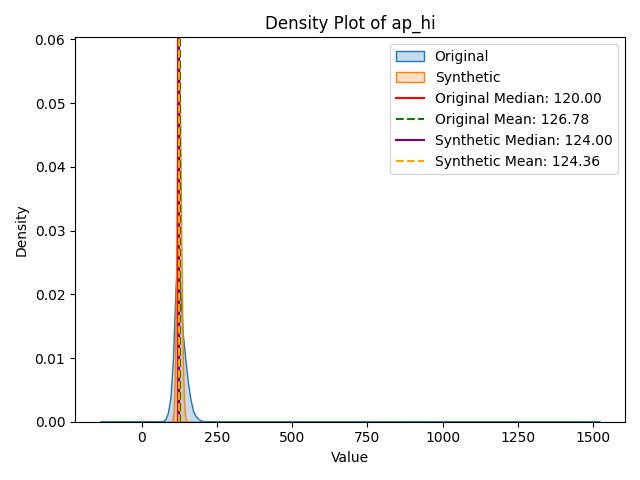 Density Plot of ap_hi
0.06
0.05
0.04
0.03
0.02
0.01
0.00
Density
Original
Synthetic
Original Median: 120.00
Original Mean: 126.78
Synthetic Median: 124.00
Synthetic Mean: 124.36
0 250 500 750 1000 1250 1500
Value